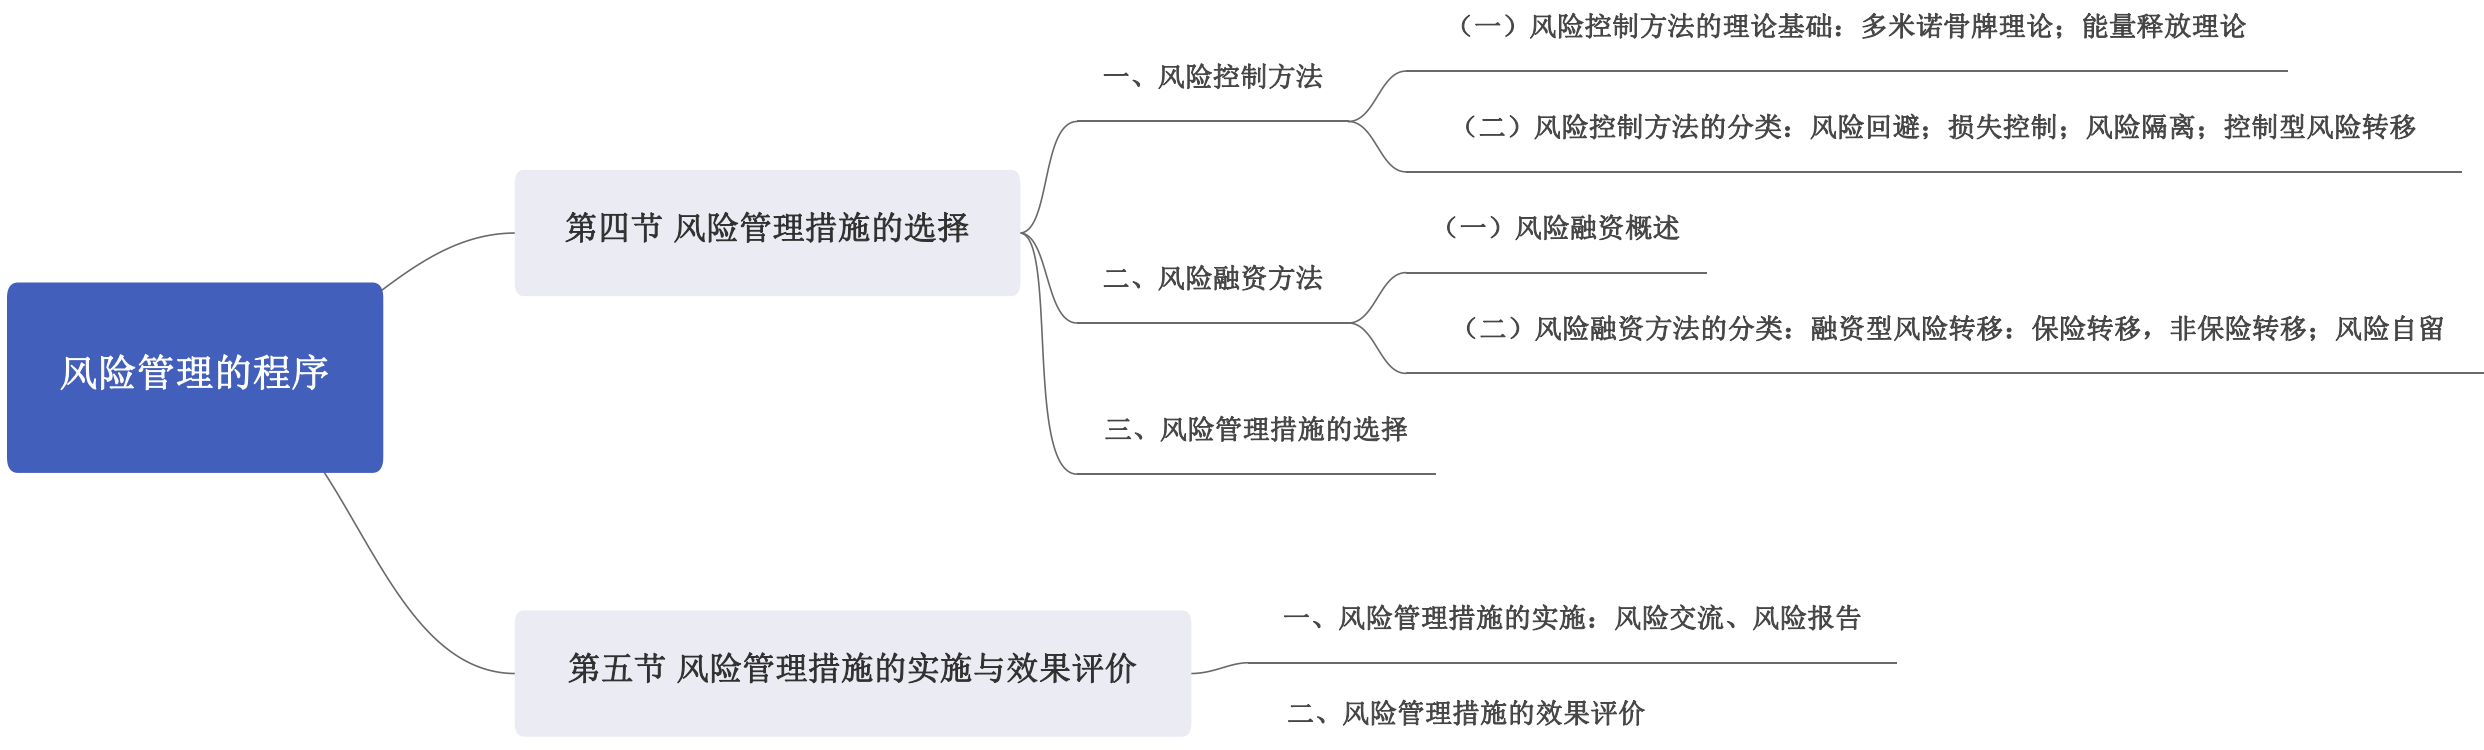 风险管理的程序
第四节 风险管理措施的选择
一、风险控制方法
（一）风险控制方法的理论基础：多米诺骨牌理论；能量释放理论
（二）风险控制方法的分类：风险回避；损失控制；风险隔离；控制型风险转移
二、风险融资方法
（一）风险融资概述
（二）风险融资方法的分类：融资型风险转移：保险转移，非保险转移；风险自留
三、风险管理措施的选择
第五节 风险管理措施的实施与效果评价
一、风险管理措施的实施：风险交流、风险报告
二、风险管理措施的效果评价